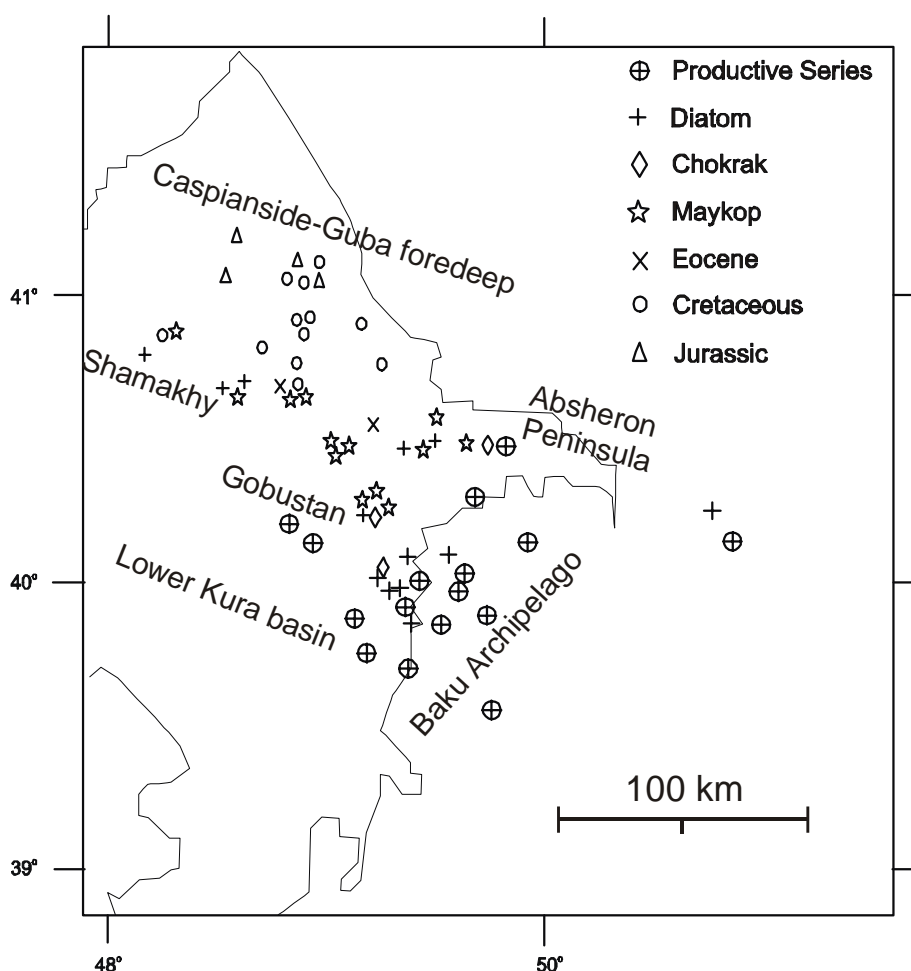 Productive Series
Diatom
Chokrak
Maykop
Eocene
Cretaceous
Jurassic
Caspianside-Guba foredeep
41°
Shamakhy
Absheron
Peninsula
Gobustan
40°
Lower Kura basin
Baku Archipelago
100 km
39°
48°
50°